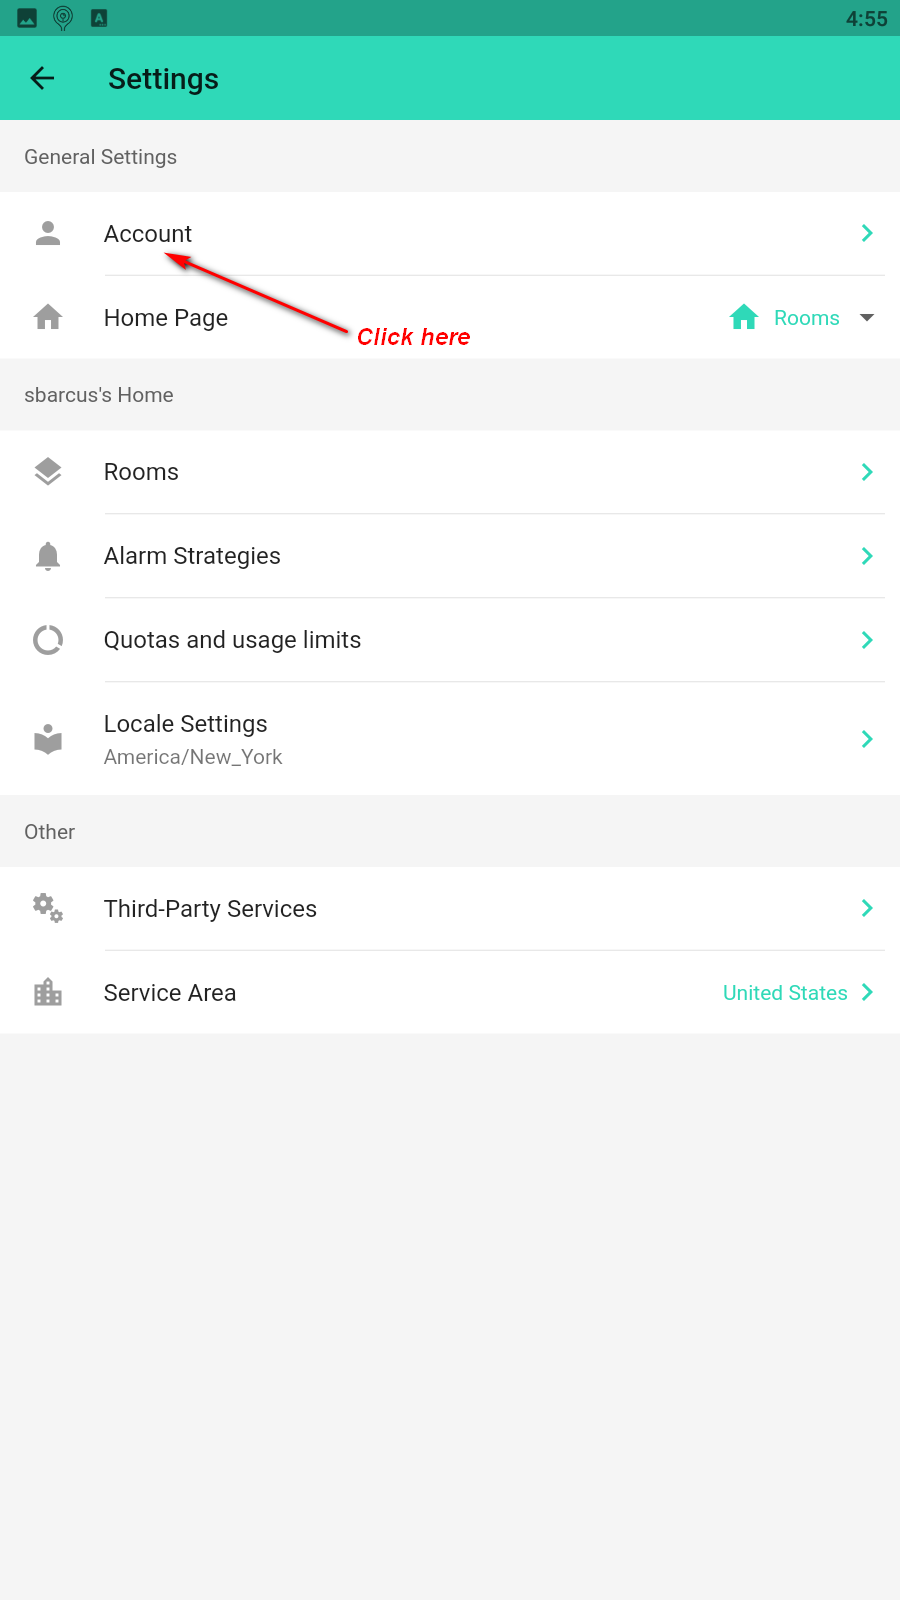 4:55
Settings
General Settings
Account
Click here
Home Page
Rooms
sbarcus's Home
Rooms
Alarm Strategies
Quotas and usage limits
Locale Settings
America/New_York
Other
Third-Party Services
Service Area
United States